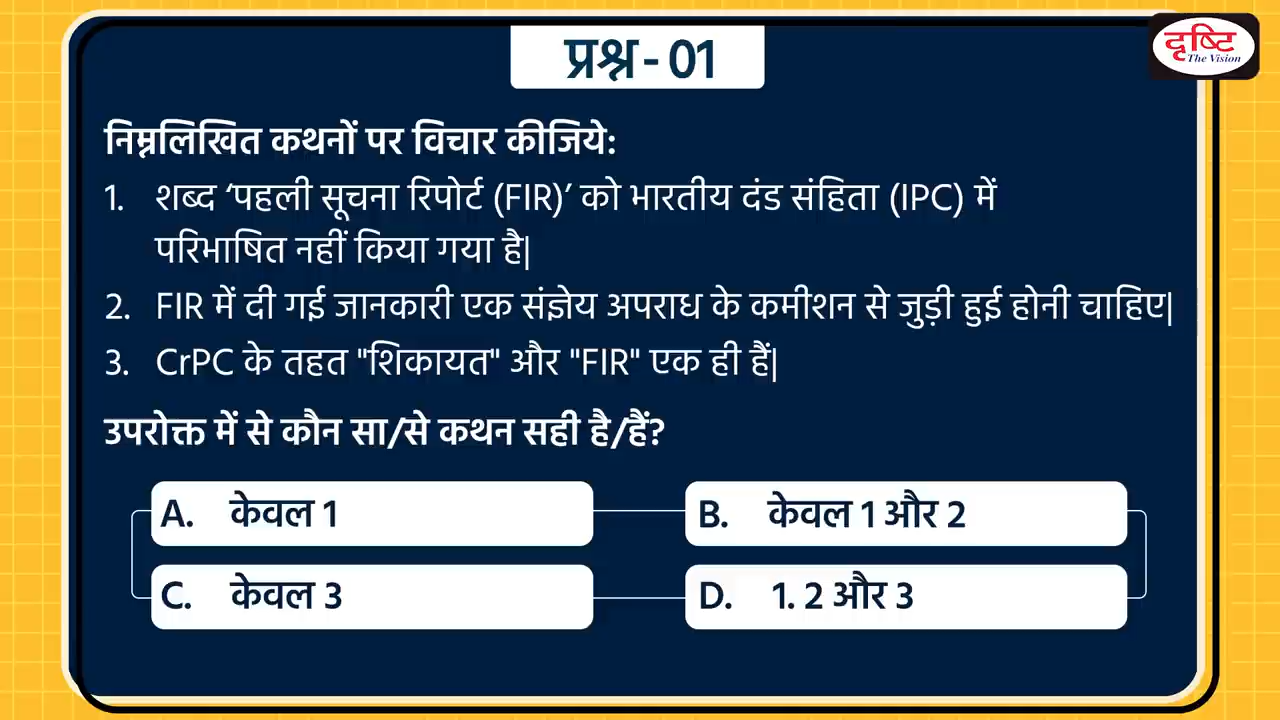 प्रश्न - 01
दृष्टि
The Vision
निम्नलिखित कथनों पर विचार कीजिये:
1. शब्द ‘पहली सूचना रिपोर्ट (FIR)’ को भारतीय दंड संहिता (IPC) में
परिभाषित नहीं किया गया है|
2. FIR में दी गई जानकारी एक संज्ञेय अपराध के कमीशन से जुड़ी हुई होनी चाहिए|
3. CrPC के तहत "शिकायत" और "FIR" एक ही हैं|
उपरोक्त में से कौन सा/से कथन सही है/हैं?
A. केवल 1
B. केवल 1 और 2
C. केवल 3
D. 1. 2 और 3